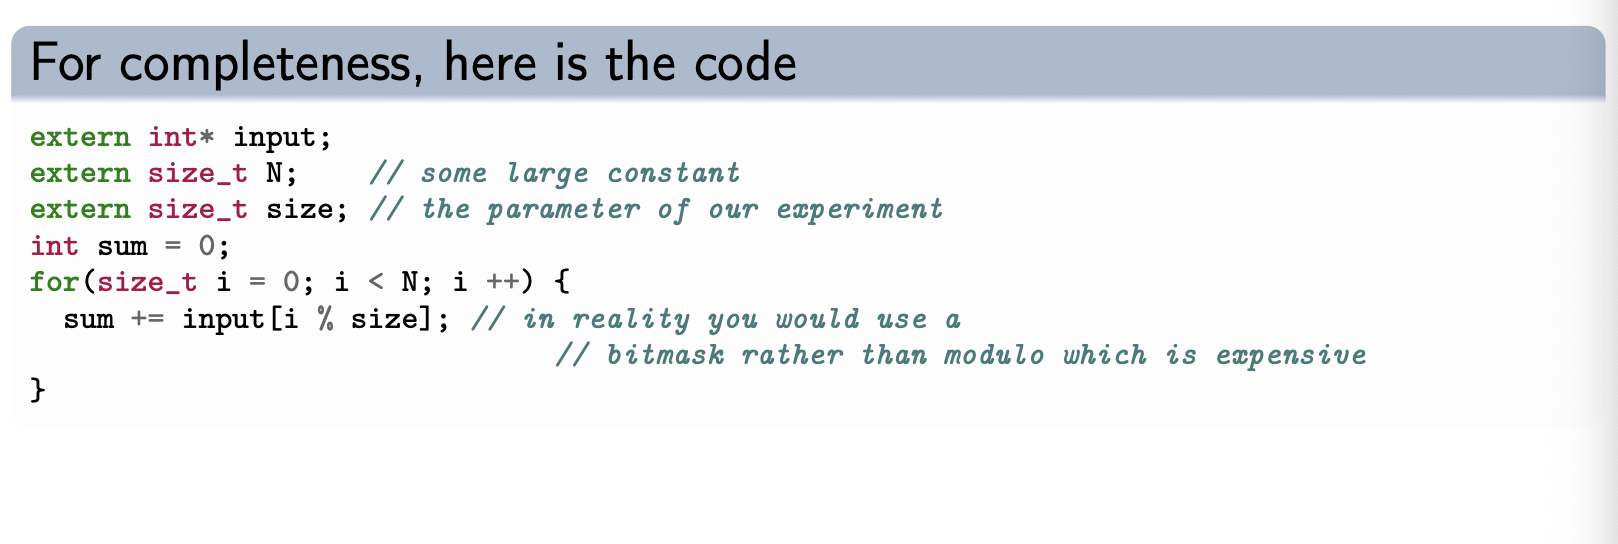 For completeness, here is the code
extern int* input;
extern size_t N;    // some large constant
extern size_t size; // the parameter of our experiment
int sum = 0;
for(size_t i = 0; i < N; i ++) {
  sum += input[i % size]; // in reality you would use a
                               // bitmask rather than modulo which is expensive
}